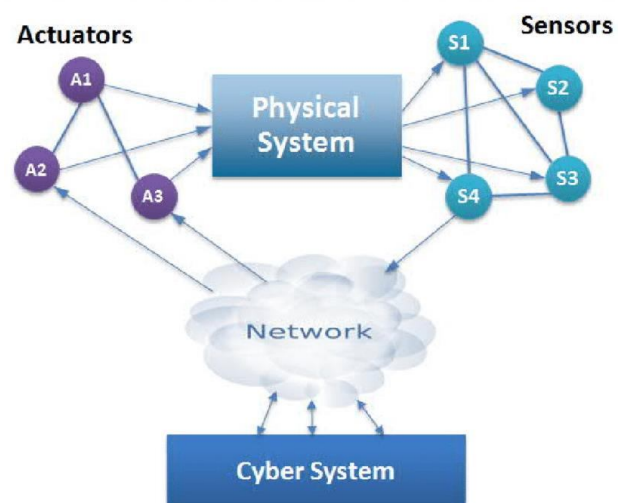 Actuators
Sensors
A1
A2
A3
Physical
System
S1
S2
S3
S4
Network
Cyber System